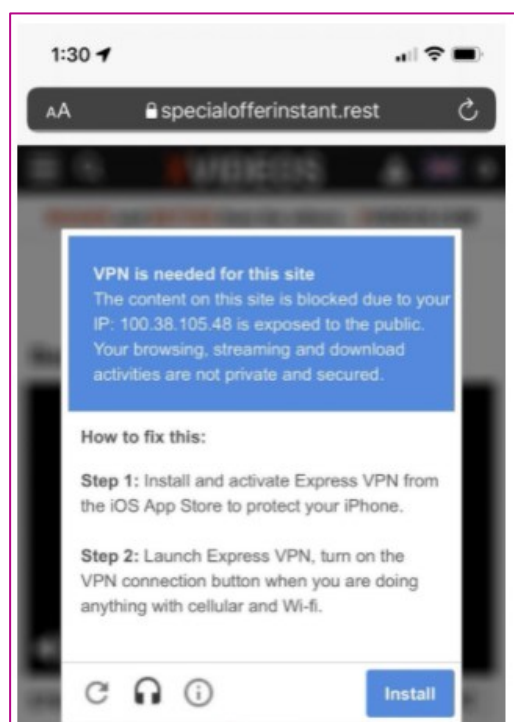 1:30
AA specialofferinstant.rest
VPN is needed for this site
The content on this site is blocked due to your
IP: 100.38.105.48 is exposed to the public.
Your browsing, streaming and download
activities are not private and secured.
How to fix this:
Step 1: Install and activate Express VPN from
the iOS App Store to protect your iPhone.
Step 2: Launch Express VPN, turn on the
VPN connection button when you are doing
anything with cellular and Wi-fi.
Install